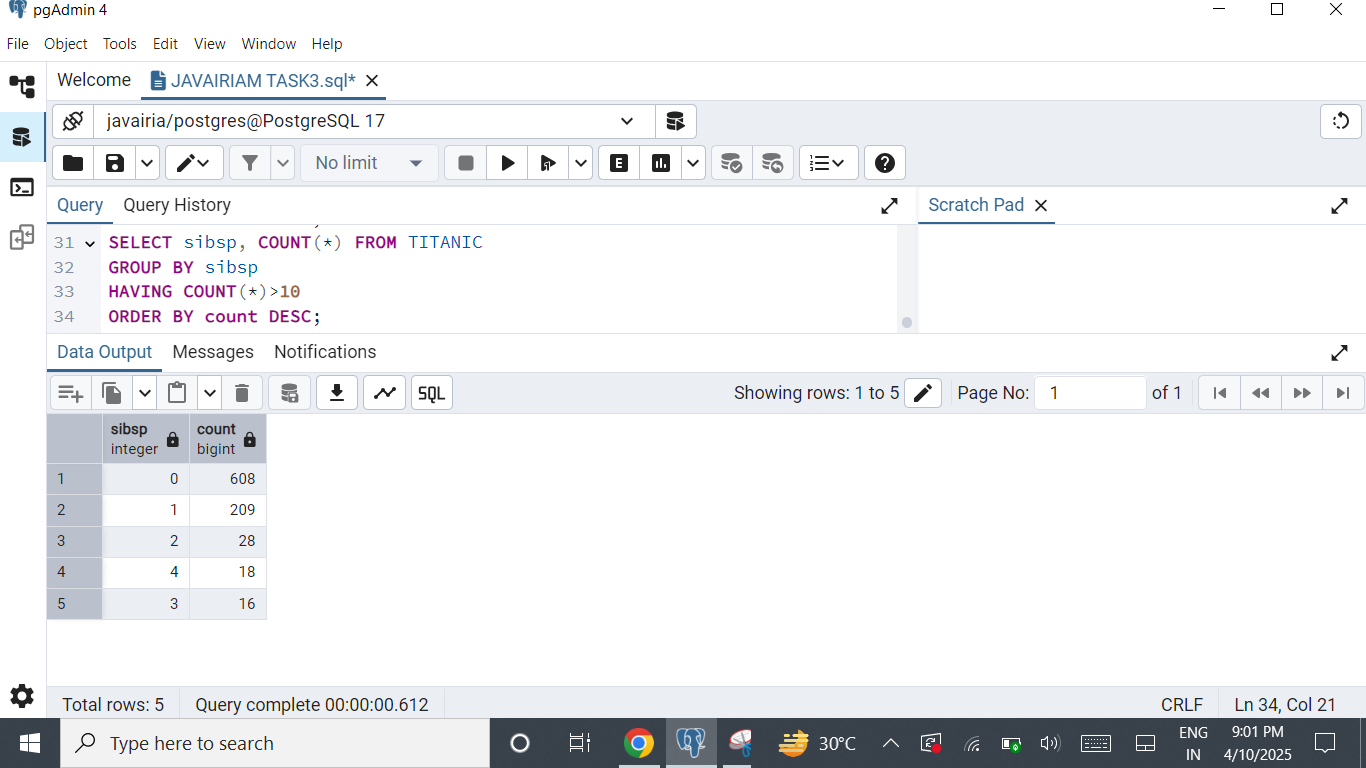 pgAdmin 4
File Object Tools Edit View Window Help
Welcome JAVAIRIAM TASK3.sql*
javairia/postgres@PostgreSQL 17
No limit
E
Query Query History Scratch Pad
31 SELECT sibsp, COUNT(*) FROM TITANIC
32 GROUP BY sibsp
33 HAVING COUNT(*)>10
34 ORDER BY count DESC;
Data Output Messages Notifications
SQL Showing rows: 1 to 5 Page No: 1 of 1
sibsp count
integer bigint
1 0 608
2 1 209
3 2 28
4 4 18
5 3 16
Total rows: 5 Query complete 00:00:00.612 CRLF Ln 34, Col 21
Type here to search 30°C ENG 9:01 PM
IN 4/10/2025